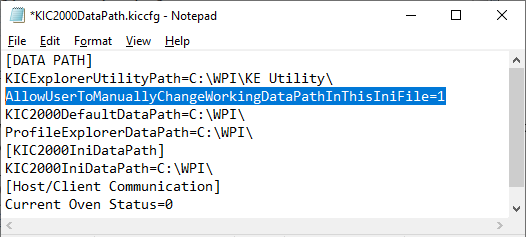 *KIC2000DataPath.kiccfg - Notepad
File Edit Format View Help
[DATA PATH]
KICExplorerUtilityPath=C:\WPI\KE Utility\
AllowUserToManuallyChangeWorkingDataPathInThisIniFile=1
KIC2000DefaultDataPath=C:\WPI\
ProfileExplorerDataPath=C:\WPI\
[KIC2000IniDataPath]
KIC2000IniDataPath=C:\WPI\
[Host/Client Communication]
Current Oven Status=0